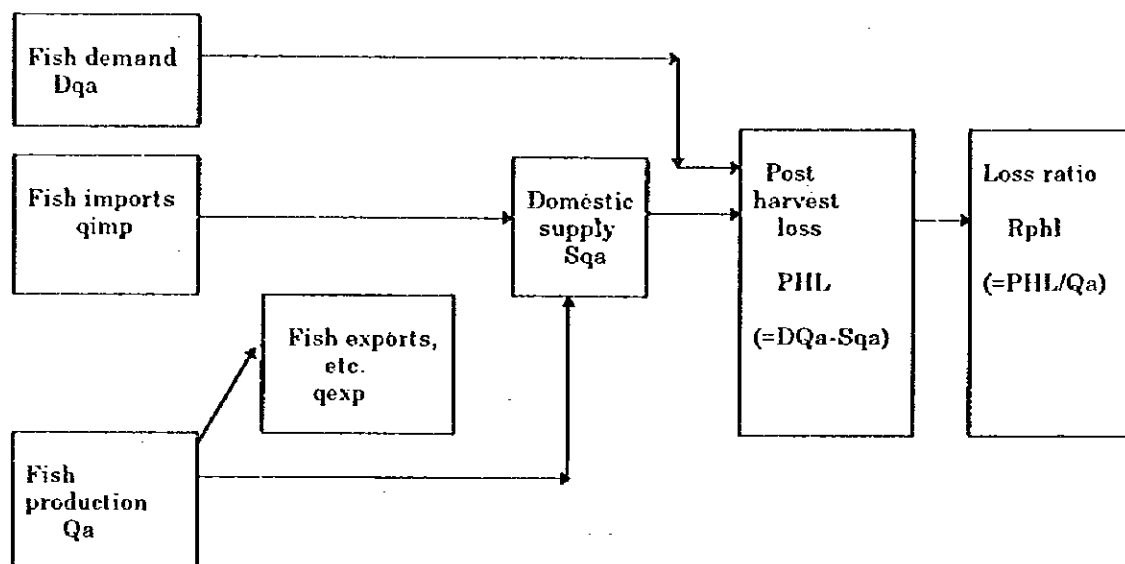 Fish demand
Dqa
Fish imports
qimp
Domestic
supply
Sqa
Fish exports,
etc.
qexp
Fish
production
Qa
Post
harvest
loss
PHL
(=DQa-Sqa)
Loss ratio
Rphl
(=PHL/Qa)